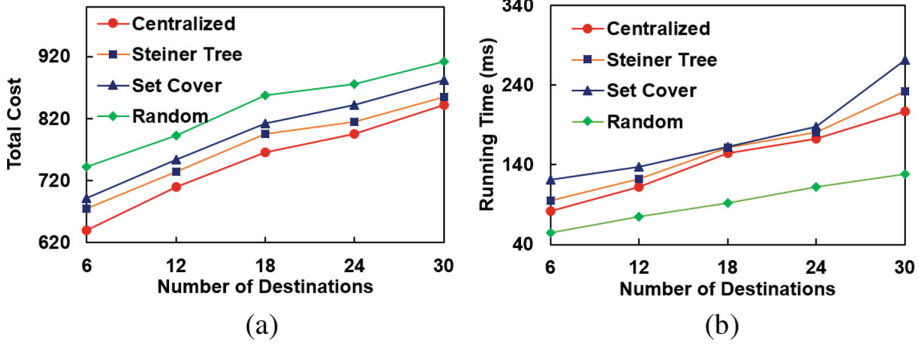 Total Cost
920
820
720
620
Centralized
Steiner Tree
Set Cover
Random
6 12 18 24 30
Number of Destinations
(a)
Running Time (ms)
340
240
140
40
Centralized
Steiner Tree
Set Cover
Random
6 12 18 24 30
Number of Destinations
(b)